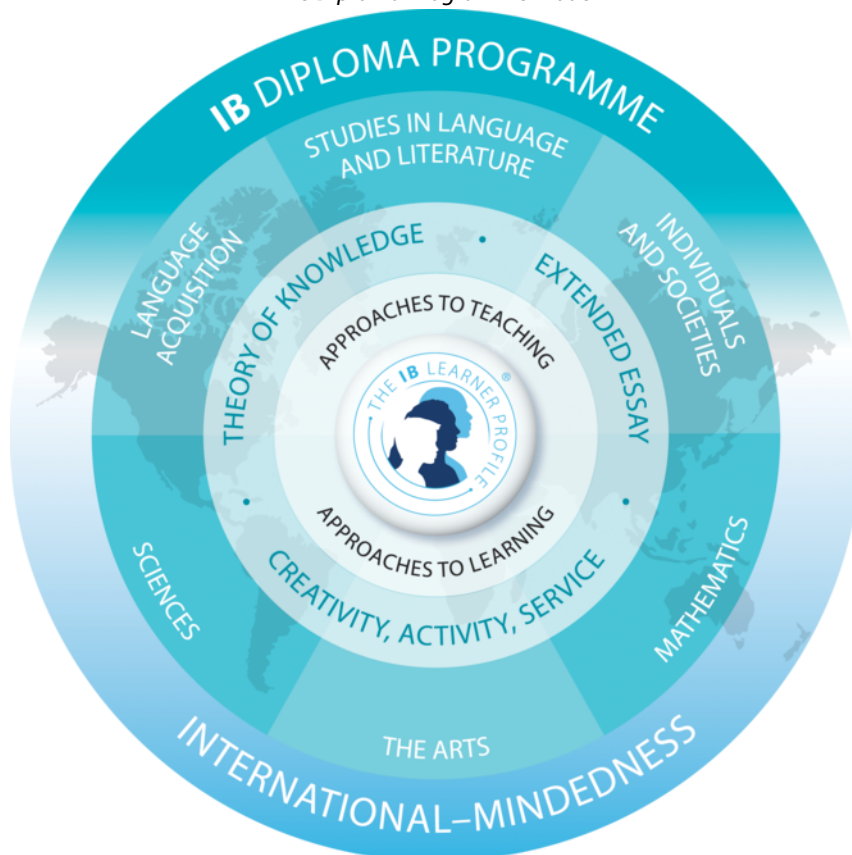 IB DIPLOMA PROGRAMME
STUDIES IN LANGUAGE
AND LITERATURE
LANGUAGE
ACQUISITION
INDIVIDUALS
AND SOCIETIES
THEORY OF KNOWLEDGE ·
EXTENDED ESSAY ·
APPROACHES TO TEACHING
· THE IB LEARNER PROFILE ·
®
APPROACHES TO LEARNING
CREATIVITY, ACTIVITY, SERVICE ·
SCIENCES
MATHEMATICS
THE ARTS
INTERNATIONAL–MINDEDNESS